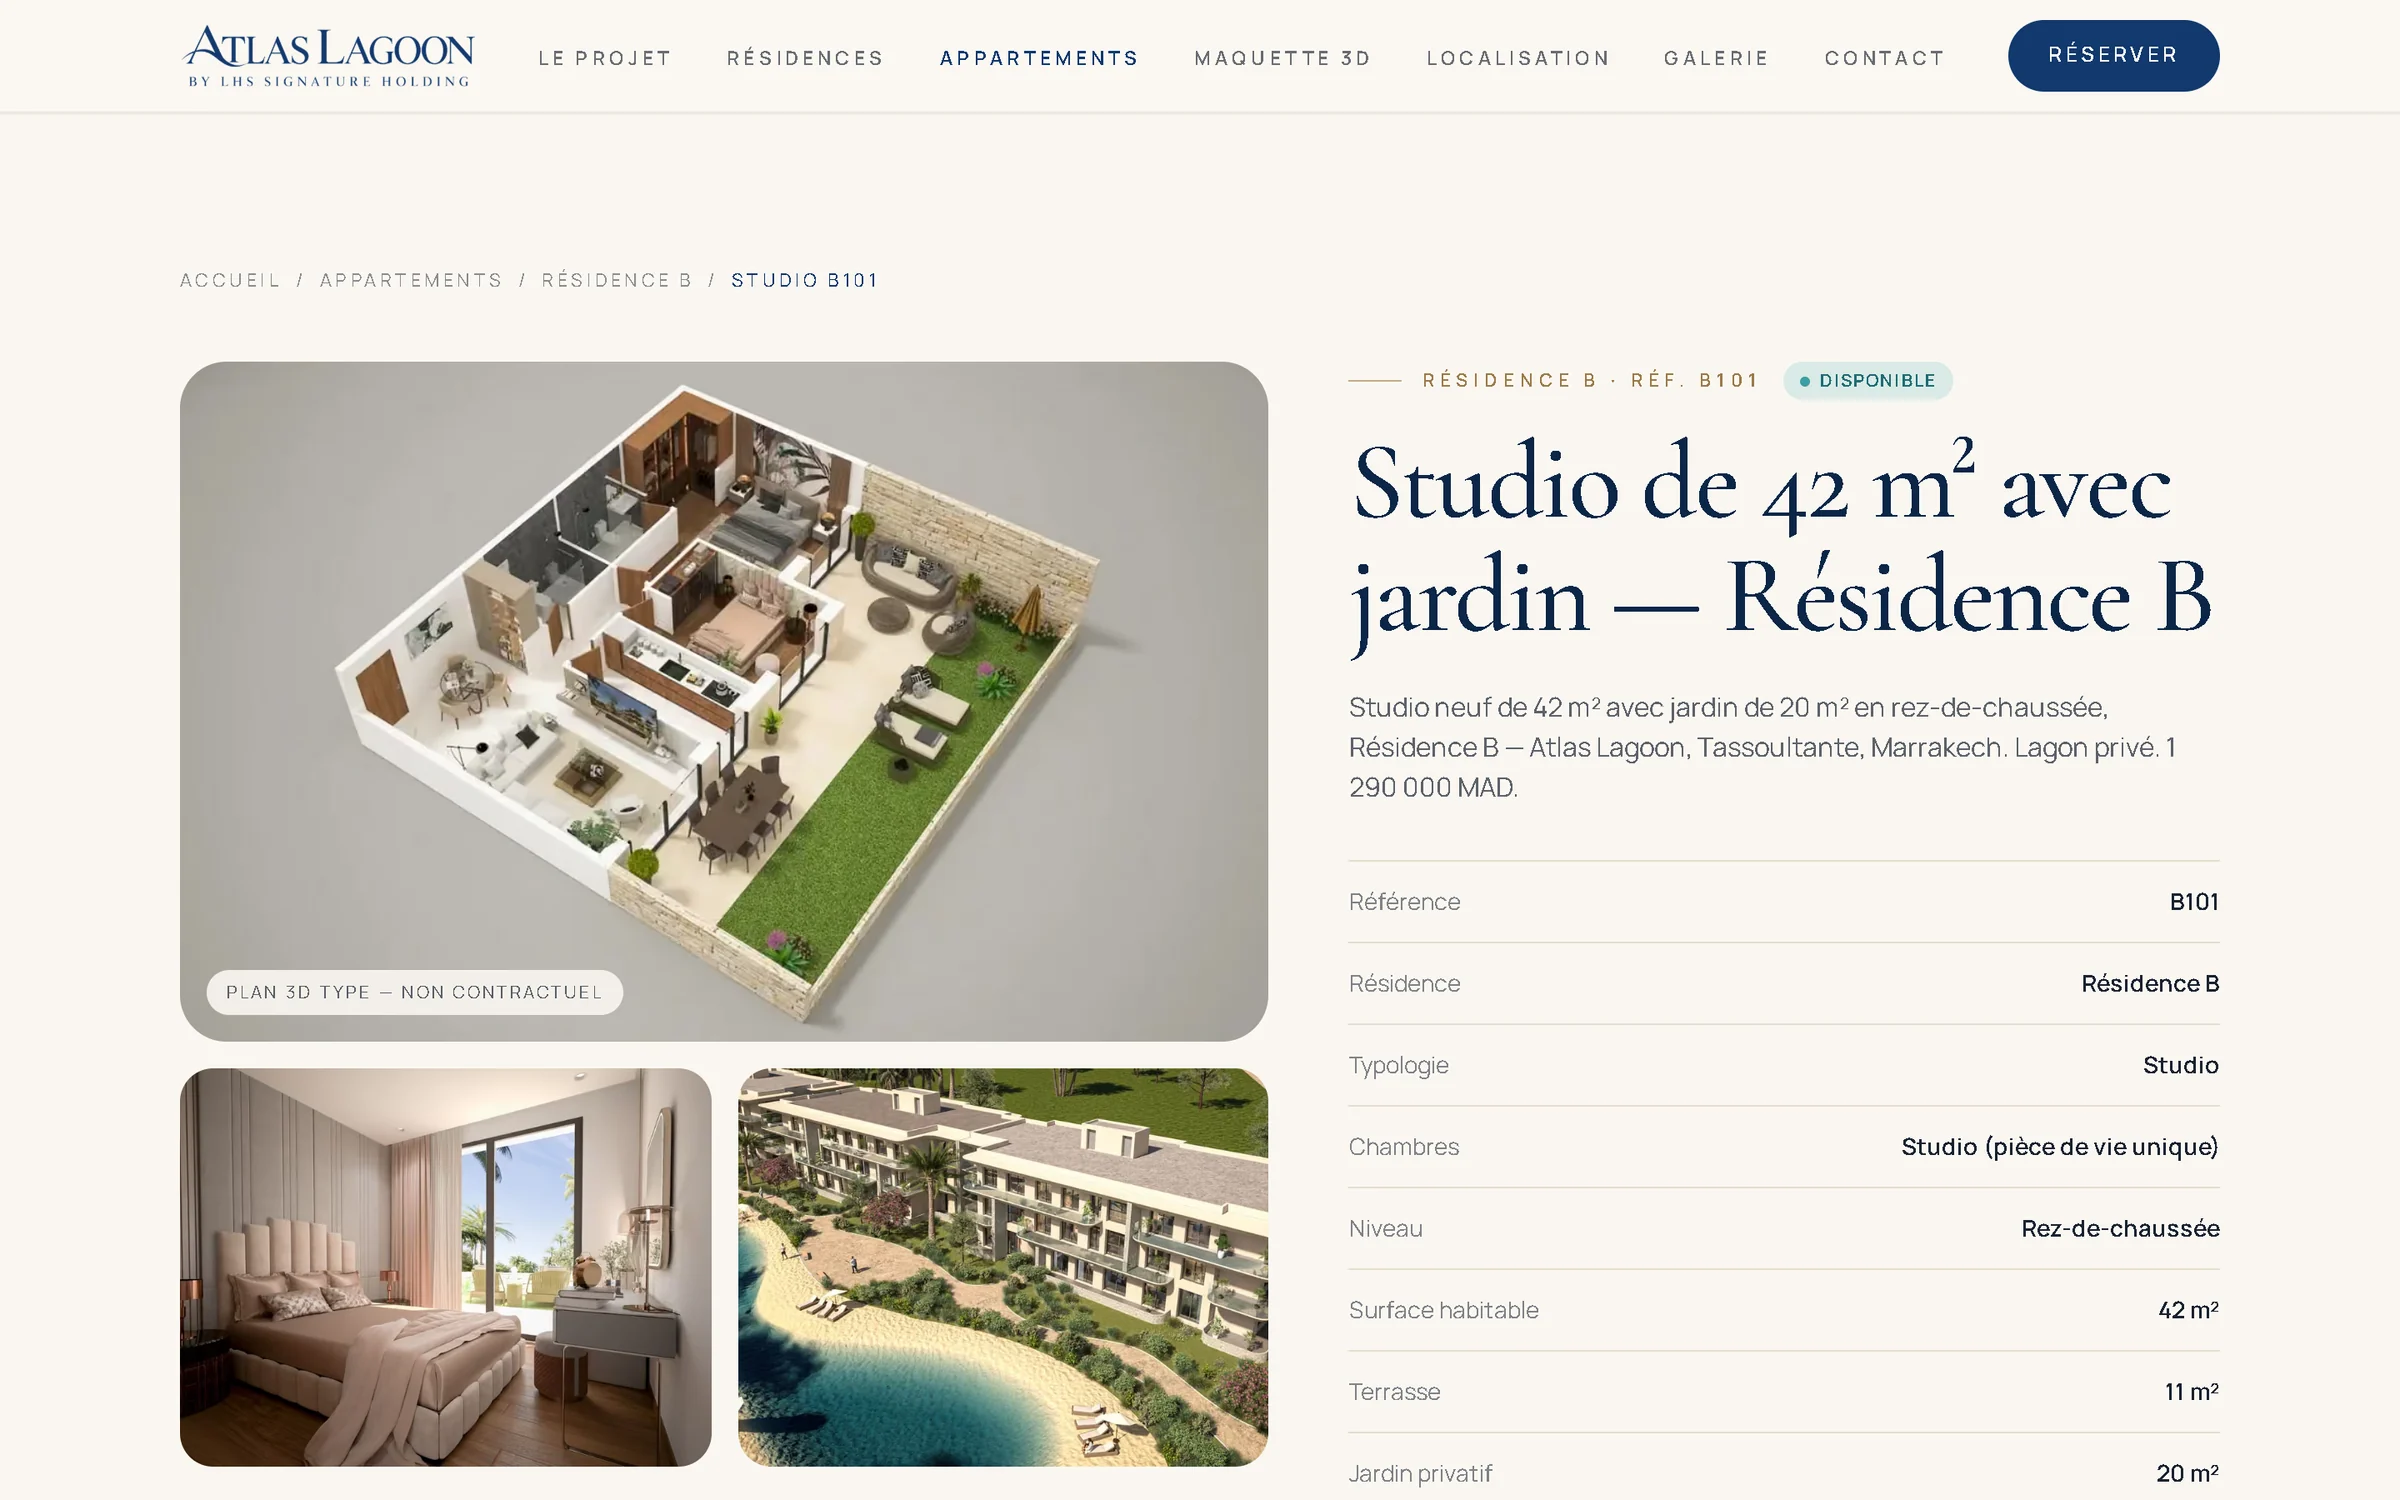 ATLAS LAGOON
BY LHS SIGNATURE HOLDING
LE PROJET
RÉSIDENCES
APPARTEMENTS
MAQUETTE 3D
LOCALISATION
GALERIE
CONTACT
RÉSERVER
ACCUEIL / APPARTEMENTS / RÉSIDENCE B / STUDIO B101
PLAN 3D TYPE — NON CONTRACTUEL
RÉSIDENCE B · RÉF. B101
DISPONIBLE
Studio de 42 m² avec
jardin — Résidence B
Studio neuf de 42 m² avec jardin de 20 m² en rez-de-chaussée,
Résidence B — Atlas Lagoon, Tassoultante, Marrakech. Lagon privé. 1
290 000 MAD.
Référence B101
Résidence Résidence B
Typologie Studio
Chambres Studio (pièce de vie unique)
Niveau Rez-de-chaussée
Surface habitable 42 m²
Terrasse 11 m²
Jardin privatif 20 m²